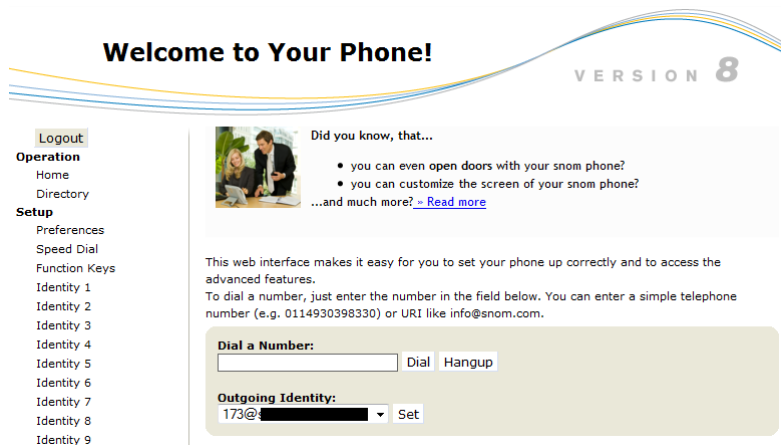 Welcome to Your Phone!
VERSION 8
Logout
Operation
Home
Directory
Setup
Preferences
Speed Dial
Function Keys
Identity 1
Identity 2
Identity 3
Identity 4
Identity 5
Identity 6
Identity 7
Identity 8
Identity 9
Did you know, that...
• you can even open doors with your snom phone?
• you can customize the screen of your snom phone?
...and much more? » Read more
This web interface makes it easy for you to set your phone up correctly and to access the
advanced features.
To dial a number, just enter the number in the field below. You can enter a simple telephone
number (e.g. 0114930398330) or URI like info@snom.com.
Dial a Number:
Dial Hangup
Outgoing Identity:
173@ Set